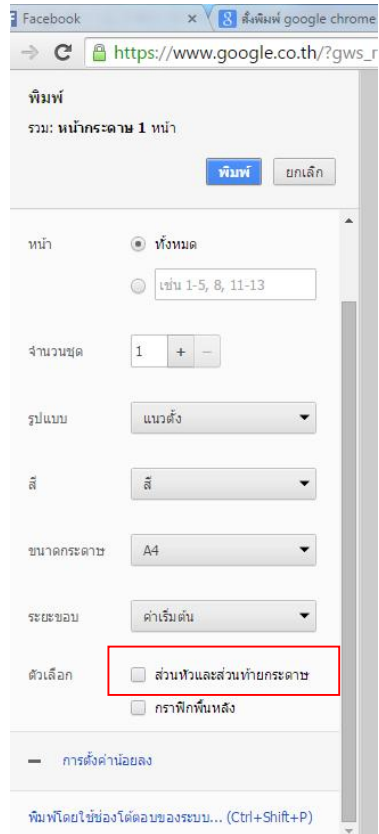 Facebook × สั่งพิมพ์ google chrome
https://www.google.co.th/?gws_r
พิมพ์
รวม: หน้ากระดาษ 1 หน้า
พิมพ์ ยกเลิก
หน้า ทั้งหมด
เช่น 1-5, 8, 11-13
จำนวนชุด 1 + −
รูปแบบ แนวตั้ง
สี สี
ขนาดกระดาษ A4
ระยะขอบ ค่าเริ่มต้น
ตัวเลือก ส่วนหัวและส่วนท้ายกระดาษ
กราฟิกพื้นหลัง
− การตั้งค่าน้อยลง
พิมพ์โดยใช้ช่องโต้ตอบของระบบ... (Ctrl+Shift+P)